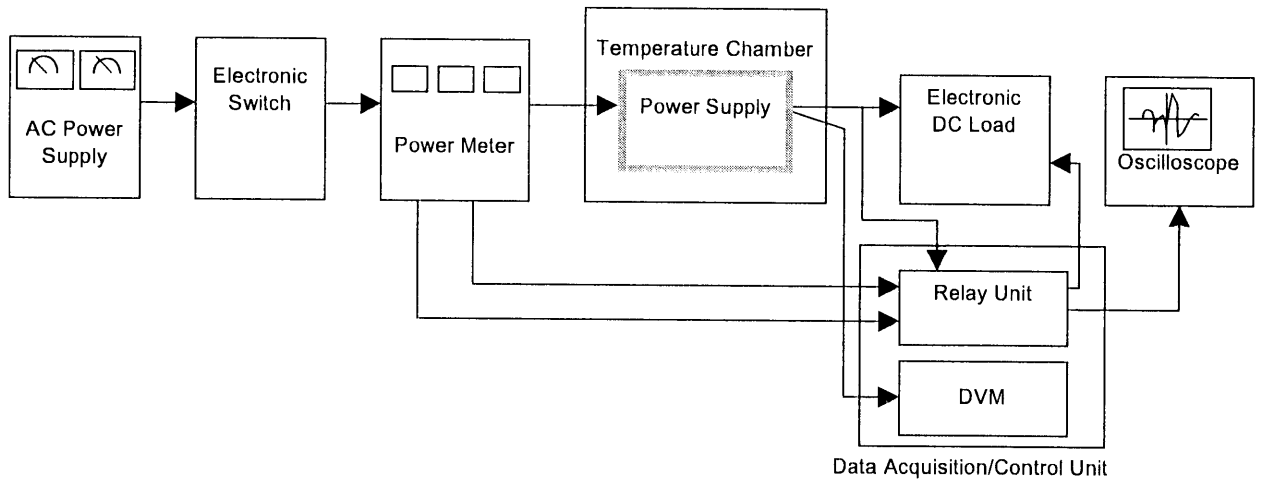 AC Power
Supply
Electronic
Switch
Power Meter
Temperature Chamber
Power Supply
Electronic
DC Load
Oscilloscope
Relay Unit
DVM
Data Acquisition/Control Unit